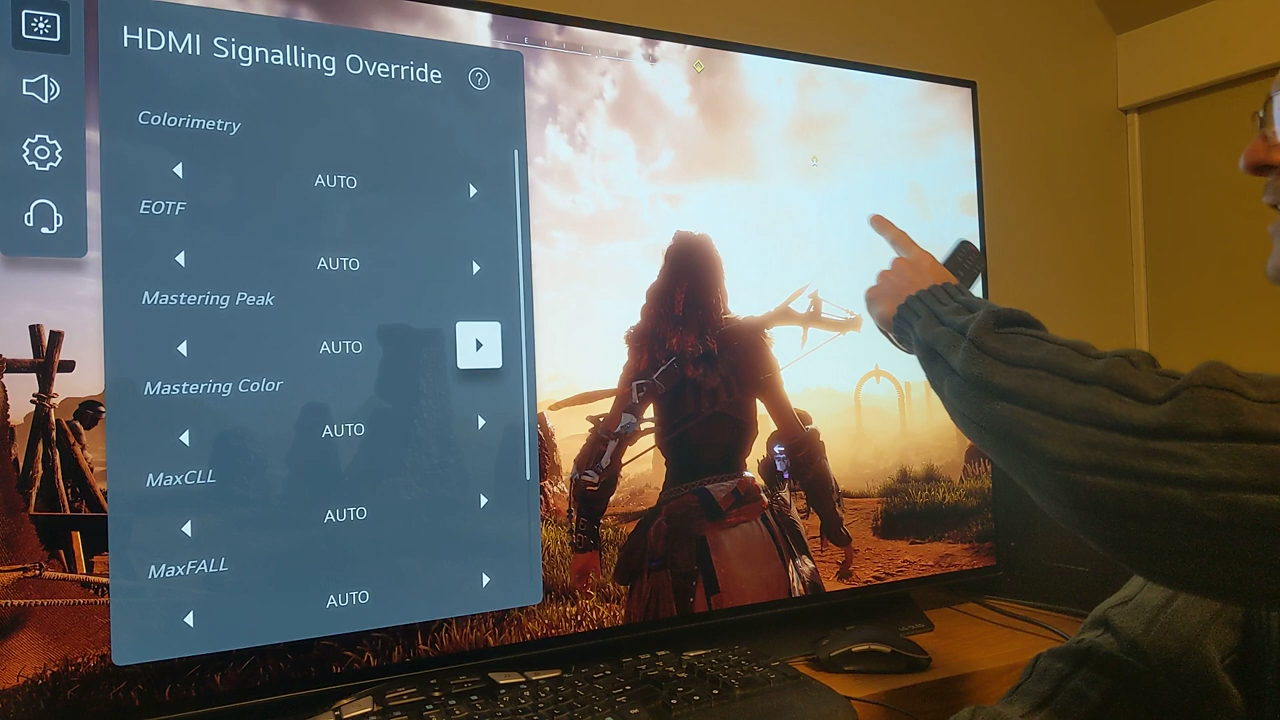 HDMI Signalling Override ?
Colorimetry
AUTO
EOTF
AUTO
Mastering Peak
AUTO
Mastering Color
AUTO
MaxCLL
AUTO
MaxFALL
AUTO
E